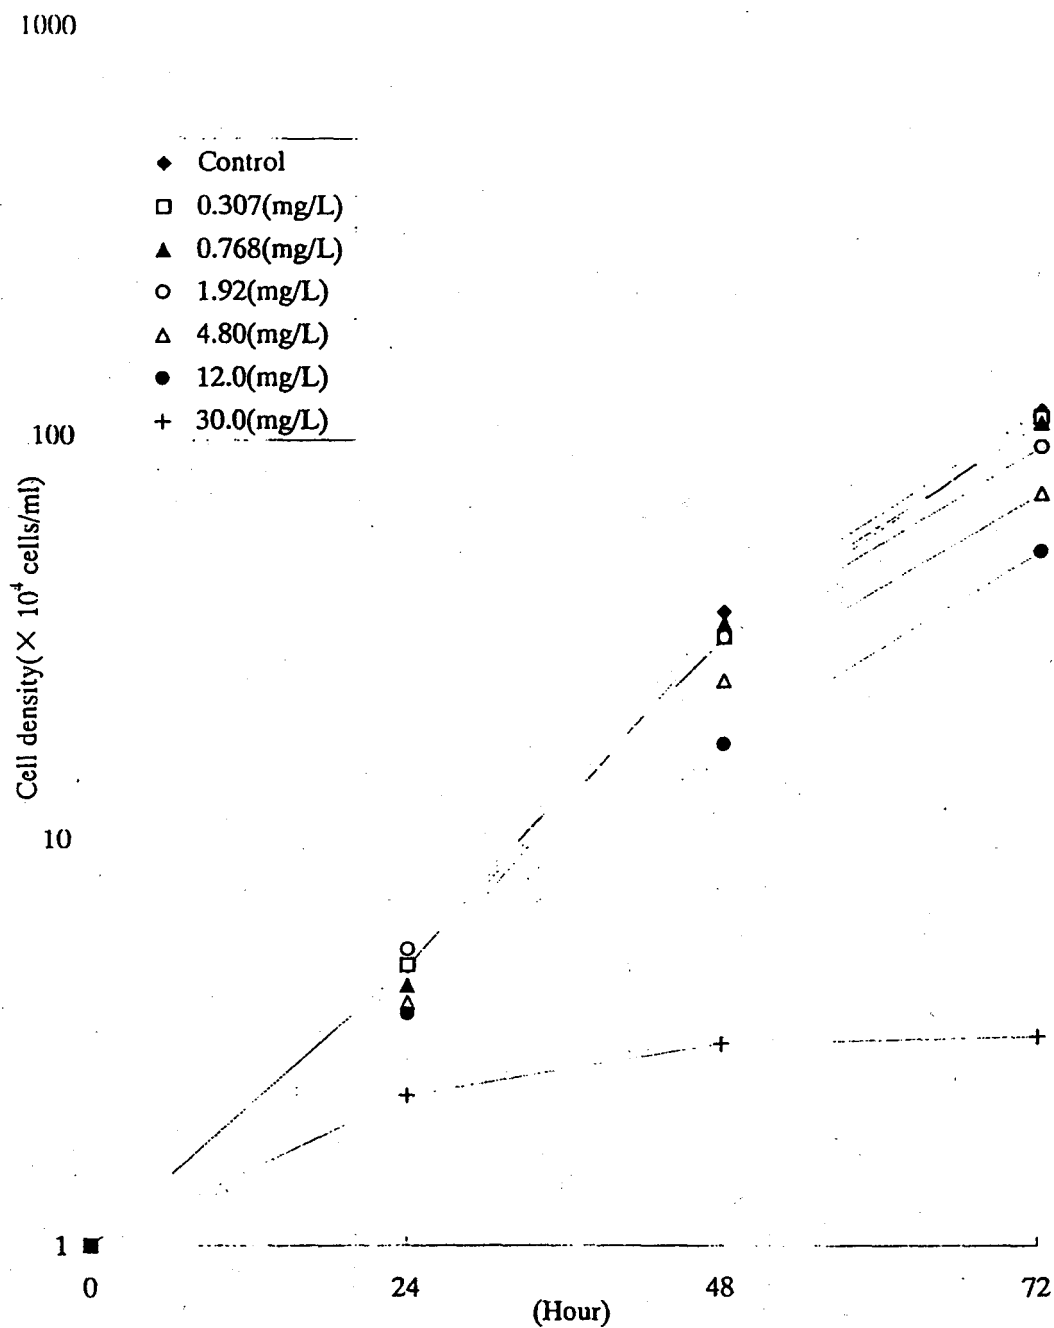 1000
Control
0.307(mg/L)
0.768(mg/L)
1.92(mg/L)
4.80(mg/L)
12.0(mg/L)
30.0(mg/L)
100
Cell density(× 10⁴ cells/ml)
10
1
0 24 48 72
(Hour)